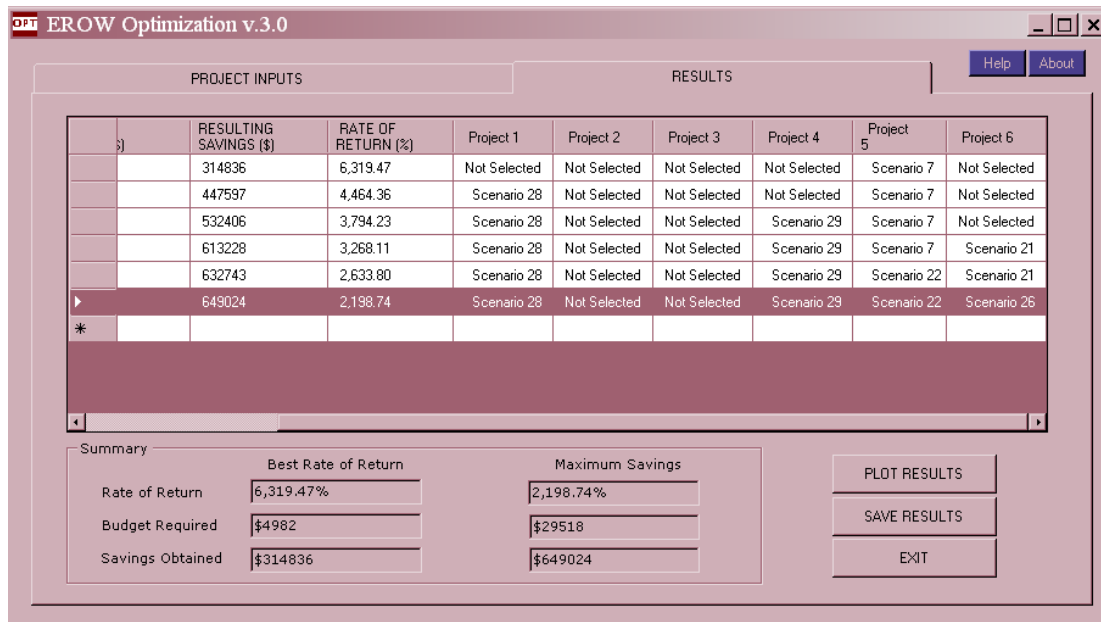 OPT EROW Optimization v.3.0
Help About
PROJECT INPUTS RESULTS
$) RESULTING SAVINGS ($) RATE OF RETURN (%) Project 1 Project 2 Project 3 Project 4 Project 5 Project 6
314836 6,319.47 Not Selected Not Selected Not Selected Not Selected Scenario 7 Not Selected
447597 4,464.36 Scenario 28 Not Selected Not Selected Not Selected Scenario 7 Not Selected
532406 3,794.23 Scenario 28 Not Selected Not Selected Scenario 29 Scenario 7 Not Selected
613228 3,268.11 Scenario 28 Not Selected Not Selected Scenario 29 Scenario 7 Scenario 21
632743 2,633.80 Scenario 28 Not Selected Not Selected Scenario 29 Scenario 22 Scenario 21
649024 2,198.74 Scenario 28 Not Selected Not Selected Scenario 29 Scenario 22 Scenario 26
Summary
Best Rate of Return Maximum Savings
Rate of Return 6,319.47% 2,198.74%
Budget Required $4982 $29518
Savings Obtained $314836 $649024
PLOT RESULTS
SAVE RESULTS
EXIT